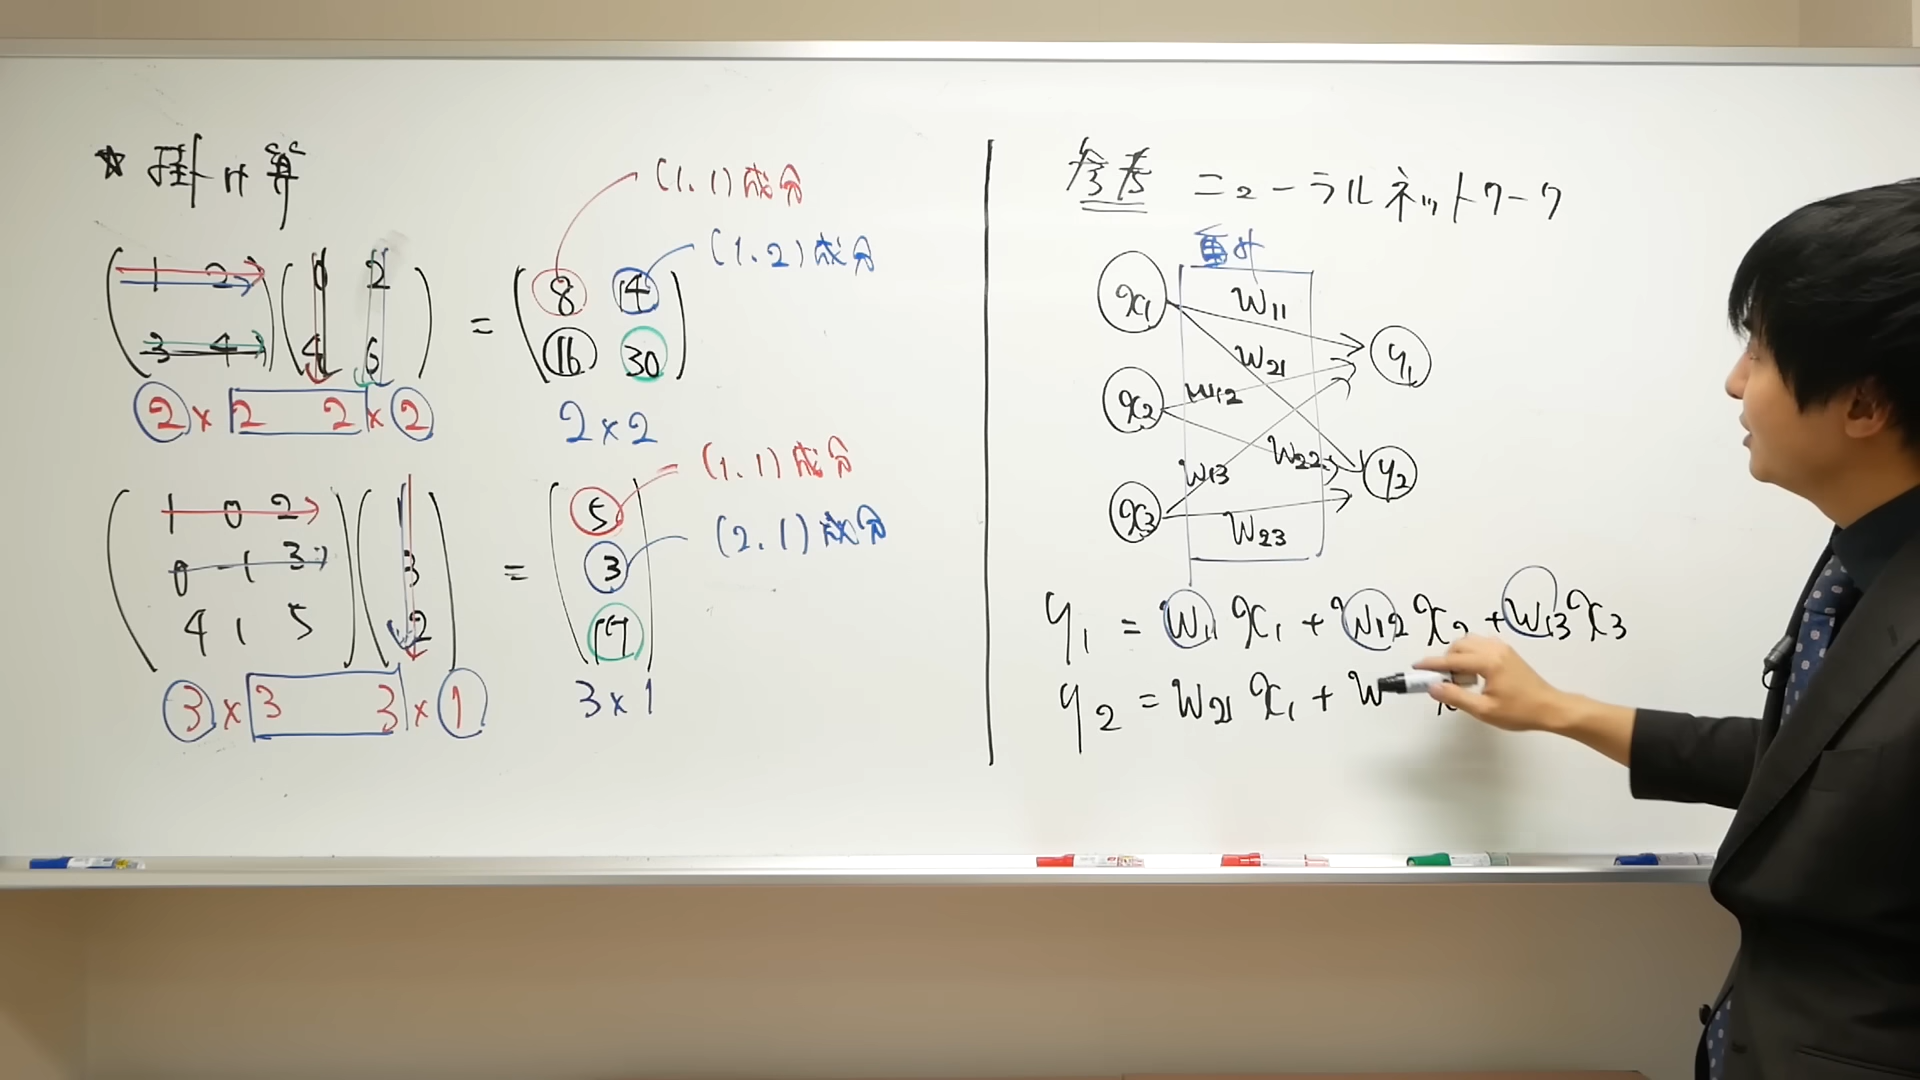 ★ 掛け算
(1,1)成分
(1,2)成分
1 2
3 4
0 2
4 6
=
8 14
16 30
2×2 2×2
2×2
1 0 2
0 -1 3
4 1 5
1
3
2
=
5
3
17
(1,1)成分
(2,1)成分
3×3 3×1
3×1
参考 ニューラルネットワーク
x1
x2
x3
w11
w21
w12
w22
w13
w23
y1
y2
y1 = w11 x1 + w12 x2 + w13 x3
y2 = w21 x1 + w